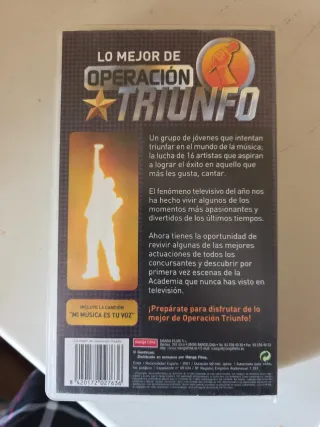 LO MEJOR DE
OPERACIÓN
TRIUNFO
Un grupo de jóvenes que intentan
triunfar en el mundo de la música:
la lucha de 16 artistas que aspiran
a lograr el éxito en aquello que
más les gusta, cantar.
El fenómeno televisivo del año nos
ha hecho vivir algunos de los
momentos más apasionantes y
divertidos de los últimos tiempos.
Ahora tienes la oportunidad de
revivir algunas de las mejores
actuaciones de todos los
concursantes y descubrir por
primera vez escenas de la
Academia que nunca has visto en
televisión.
INCLUYE LA CANCIÓN
"MI MÚSICA ES TU VOZ"
¡Prepárate para disfrutar de lo
mejor de Operación Triunfo!
manga films
8 420172 027636